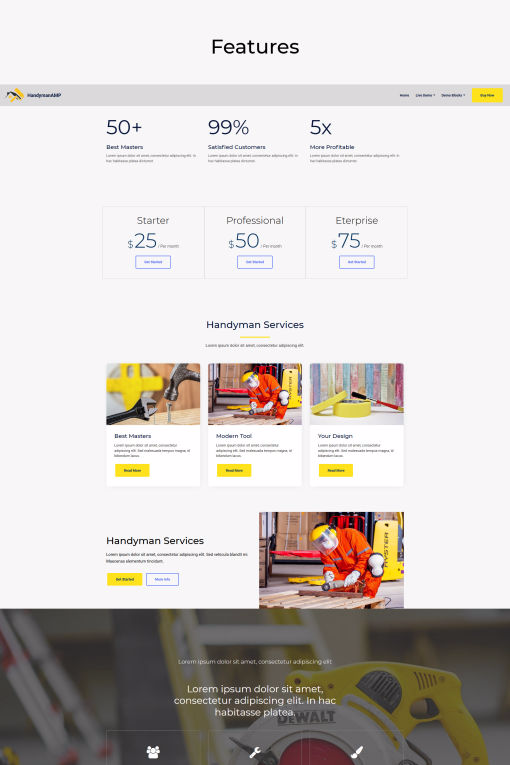 Features
HandymanAMP
Home Live Demo Demo Blocks Buy Now
50+
99%
5x
Best Masters
Satisfied Customers
More Profitable
Lorem ipsum dolor sit amet, consectetur adipiscing elit. In
hac habitasse platea dictumst.
Lorem ipsum dolor sit amet, consectetur adipiscing elit. In
hac habitasse platea dictumst.
Lorem ipsum dolor sit amet, consectetur adipiscing elit. In
hac habitasse platea dictumst.
Starter
$25 / Per month
Get Started
Professional
$50 / Per month
Get Started
Eterprise
$75 / Per month
Get Started
Handyman Services
Lorem ipsum dolor sit amet, consectetur adipiscing elit.
Best Masters
Lorem ipsum dolor sit amet, consectetur
adipiscing elit. Sed malesuada tempus magna, id
bibendum lacus.
Read More
Modern Tool
Lorem ipsum dolor sit amet, consectetur
adipiscing elit. Sed malesuada tempus magna, id
bibendum lacus.
Read More
Your Design
Lorem ipsum dolor sit amet, consectetur
adipiscing elit. Sed malesuada tempus magna, id
bibendum lacus.
Read More
Handyman Services
Lorem ipsum dolor sit amet, consectetur adipiscing elit. Sed vehicula blandit mi.
Maecenas elementum tincidunt.
Get Started
More Info
HYSTER
Lorem ipsum dolor sit amet, consectetur adipiscing elit
Lorem ipsum dolor sit amet,
consectetur adipiscing elit. In hac
habitasse platea.
DEWALT